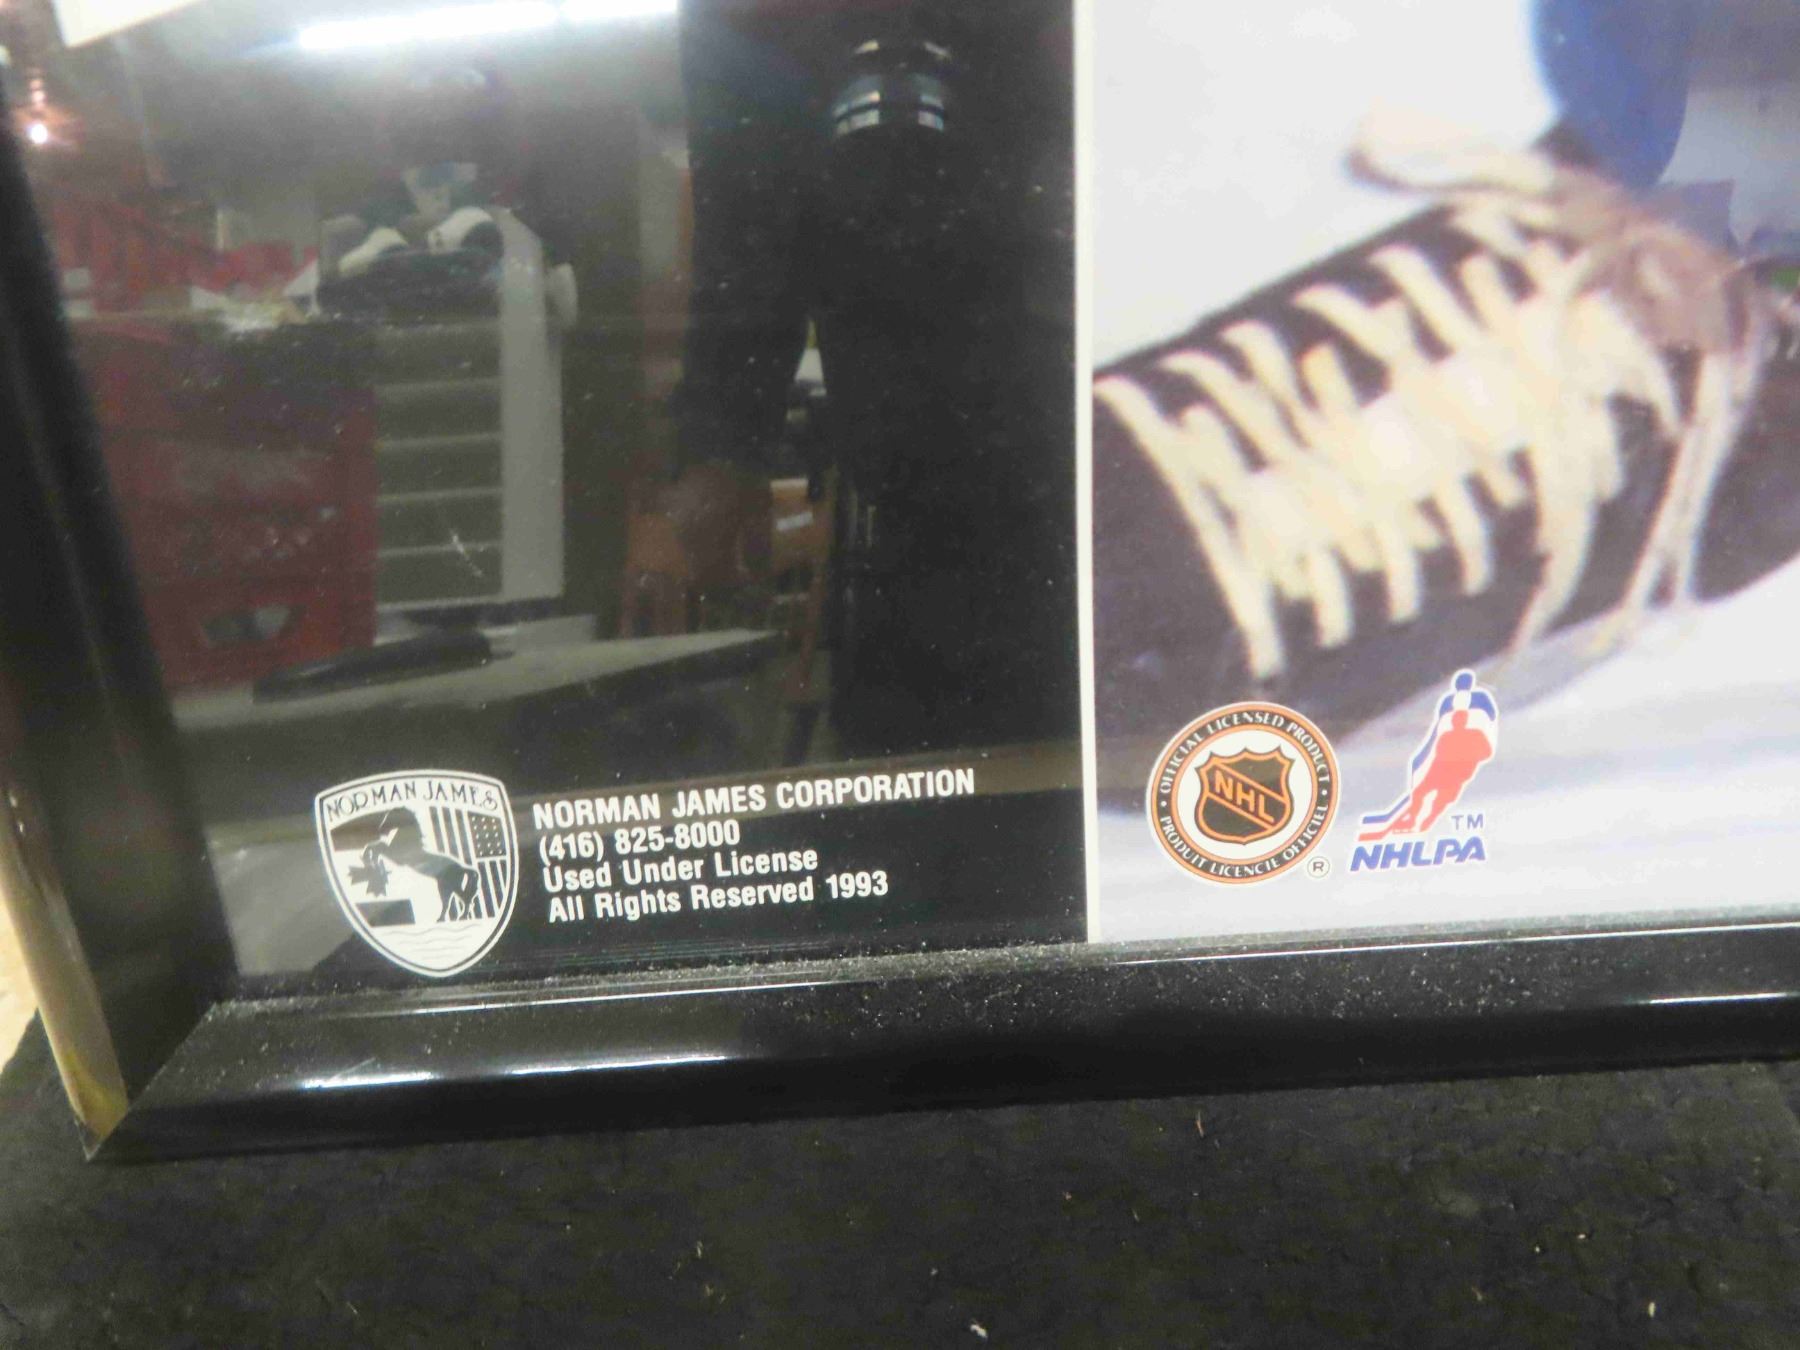 NORMAN JAMES
NORMAN JAMES CORPORATION
(416) 825-8000
Used Under License
All Rights Reserved 1993
• OFFICIAL LICENSED PRODUCT •
NHL
PRODUIT LICENCIE OFFICIEL
®
TM
NHLPA